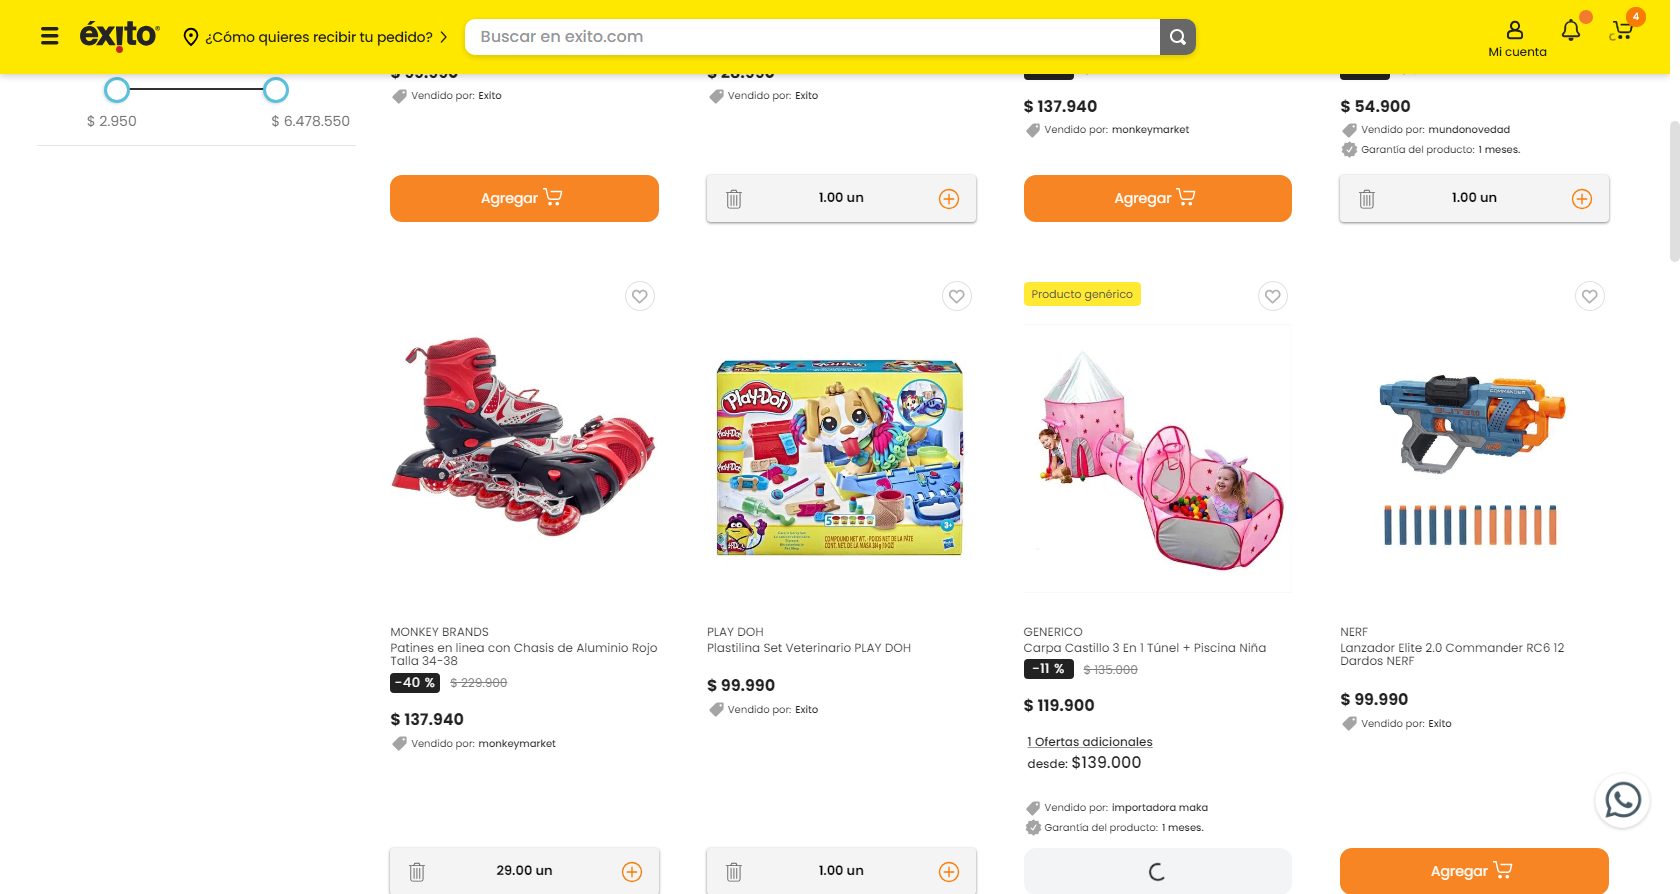 éxito
¿Cómo quieres recibir tu pedido?
Buscar en exito.com
Mi cuenta
4
$ 2.950
$ 6.478.550
Vendido por: Exito
Vendido por: Exito
$ 137.940
Vendido por: monkeymarket
$ 54.900
Vendido por: mundonovedad
Garantía del producto: 1 meses.
Agregar
1.00 un
Agregar
1.00 un
Producto genérico
Play-Doh
MONKEY BRANDS
Patines en linea con Chasis de Aluminio Rojo
Talla 34-38
-40 % $ 229.900
$ 137.940
Vendido por: monkeymarket
PLAY DOH
Plastilina Set Veterinario PLAY DOH
$ 99.990
Vendido por: Exito
GENERICO
Carpa Castillo 3 En 1 Túnel + Piscina Niña
-11 % $ 135.000
$ 119.900
1 Ofertas adicionales
desde: $139.000
Vendido por: importadora maka
Garantía del producto: 1 meses.
NERF
Lanzador Elite 2.0 Commander RC6 12
Dardos NERF
$ 99.990
Vendido por: Exito
29.00 un
1.00 un
Agregar